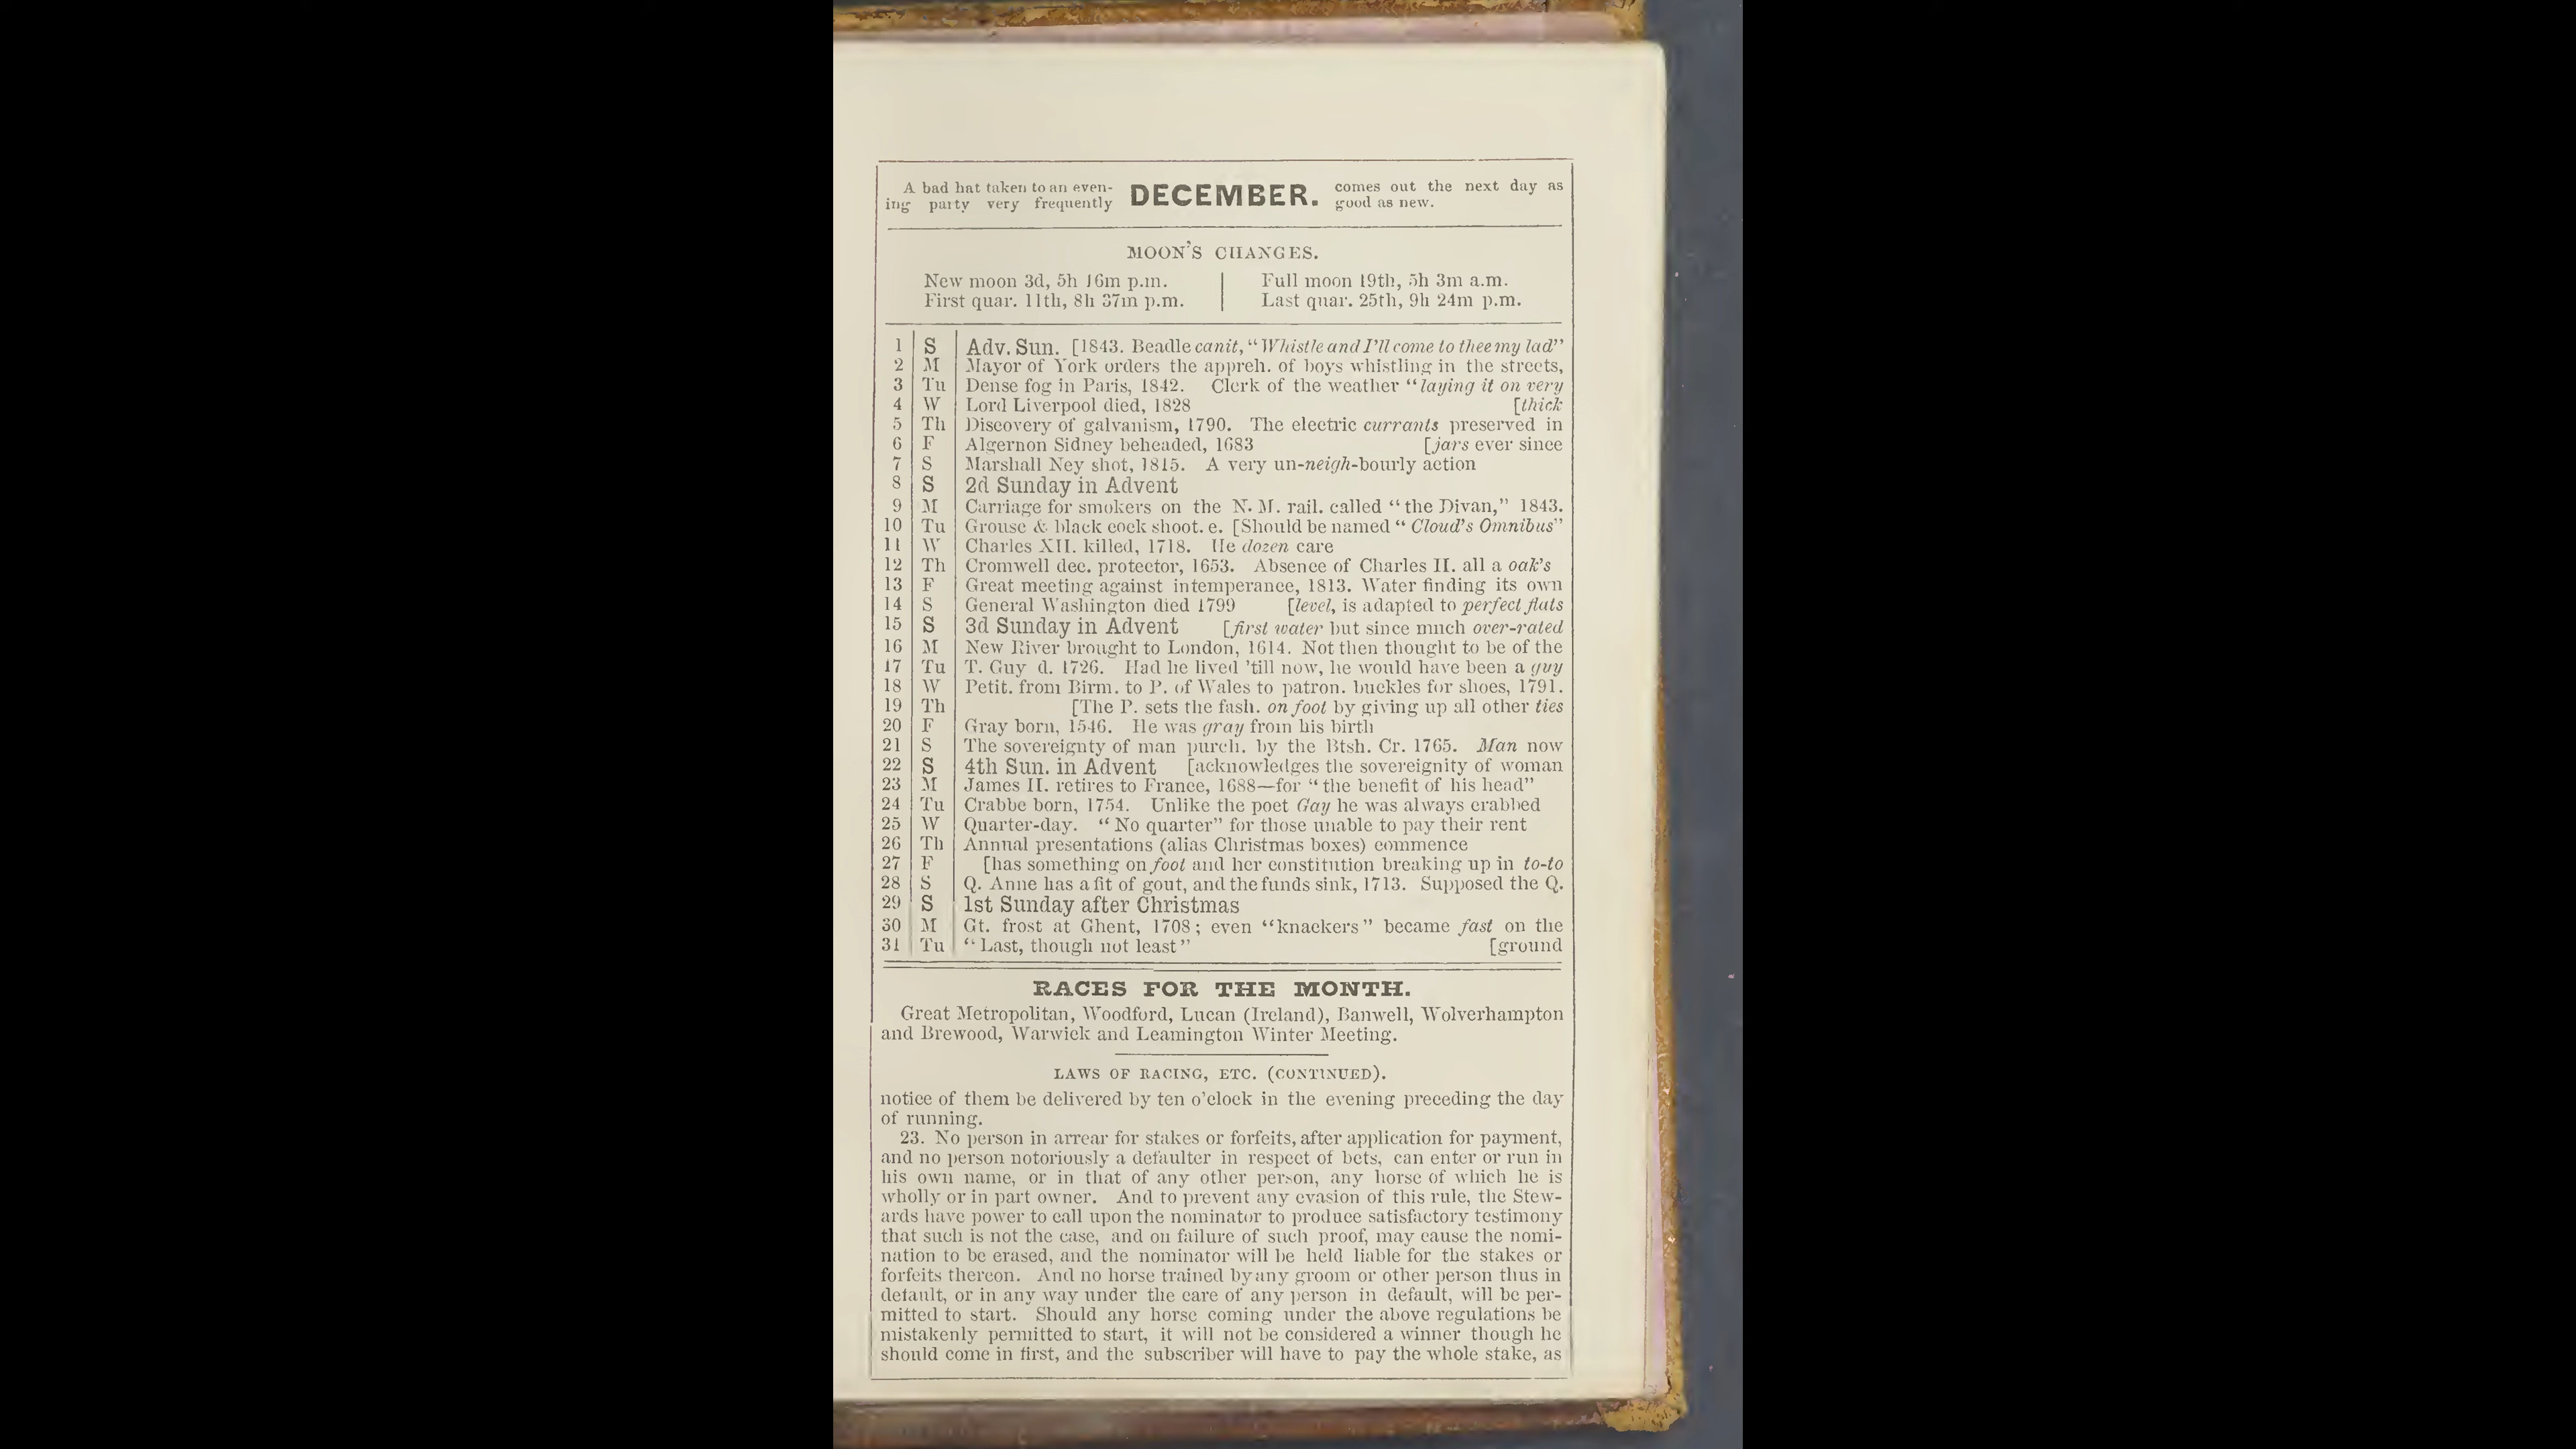 A bad hat taken to an even-
ing party very frequently
DECEMBER.
comes out the next day as
good as new.
MOON'S CHANGES.
New moon 3d, 5h 16m p.m.
First quar. 11th, 8h 37m p.m.
Full moon 19th, 5h 3m a.m.
Last quar. 25th, 9h 24m p.m.
1 S Adv. Sun. [1843. Beadle canit, "Whistle and I'll come to thee my lad"
2 M Mayor of York orders the appreh. of boys whistling in the streets,
3 Tu Dense fog in Paris, 1842. Clerk of the weather "laying it on very
4 W Lord Liverpool died, 1828 [thick
5 Th Discovery of galvanism, 1790. The electric currants preserved in
6 F Algernon Sidney beheaded, 1683 [jars ever since
7 S Marshall Ney shot, 1815. A very un-neigh-bourly action
8 S 2d Sunday in Advent
9 M Carriage for smokers on the N. M. rail. called "the Divan," 1843.
10 Tu Grouse & black cock shoot. e. [Should be named "Cloud's Omnibus"
11 W Charles XII. killed, 1718. He dozen care
12 Th Cromwell dec. protector, 1653. Absence of Charles II. all a oak's
13 F Great meeting against intemperance, 1813. Water finding its own
14 S General Washington died 1799 [level, is adapted to perfect flats
15 S 3d Sunday in Advent [first water but since much over-rated
16 M New River brought to London, 1614. Not then thought to be of the
17 Tu T. Guy d. 1726. Had he lived 'till now, he would have been a guy
18 W Petit. from Birm. to P. of Wales to patron. buckles for shoes, 1791.
19 Th [The P. sets the fash. on foot by giving up all other ties
20 F Gray born, 1546. He was gray from his birth
21 S The sovereignty of man purch. by the Btsh. Cr. 1765. Man now
22 S 4th Sun. in Advent [acknowledges the sovereignity of woman
23 M James II. retires to France, 1688—for "the benefit of his head"
24 Tu Crabbe born, 1754. Unlike the poet Gay he was always crabbed
25 W Quarter-day. "No quarter" for those unable to pay their rent
26 Th Annual presentations (alias Christmas boxes) commence
27 F [has something on foot and her constitution breaking up in to-to
28 S Q. Anne has a fit of gout, and the funds sink, 1713. Supposed the Q.
29 S 1st Sunday after Christmas
30 M Gt. frost at Ghent, 1708; even "knackers" became fast on the
31 Tu "Last, though not least" [ground
RACES FOR THE MONTH.
Great Metropolitan, Woodford, Lucan (Ireland), Banwell, Wolverhampton
and Brewood, Warwick and Leamington Winter Meeting.
LAWS OF RACING, ETC. (CONTINUED).
notice of them be delivered by ten o'clock in the evening preceding the day
of running.
23. No person in arrear for stakes or forfeits, after application for payment,
and no person notoriously a defaulter in respect of bets, can enter or run in
his own name, or in that of any other person, any horse of which he is
wholly or in part owner. And to prevent any evasion of this rule, the Stew-
ards have power to call upon the nominator to produce satisfactory testimony
that such is not the case, and on failure of such proof, may cause the nomi-
nation to be erased, and the nominator will be held liable for the stakes or
forfeits thereon. And no horse trained by any groom or other person thus in
default, or in any way under the care of any person in default, will be per-
mitted to start. Should any horse coming under the above regulations be
mistakenly permitted to start, it will not be considered a winner though he
should come in first, and the subscriber will have to pay the whole stake, as